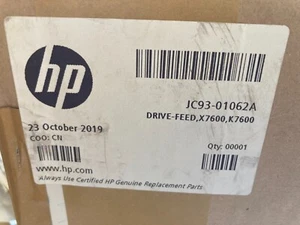 hp
JC93-01062A
DRIVE-FEED,X7600,K7600
23 October 2019
COO: CN
Qty: 00001
www.hp.com
Always Use Certified HP Genuine Replacement Parts